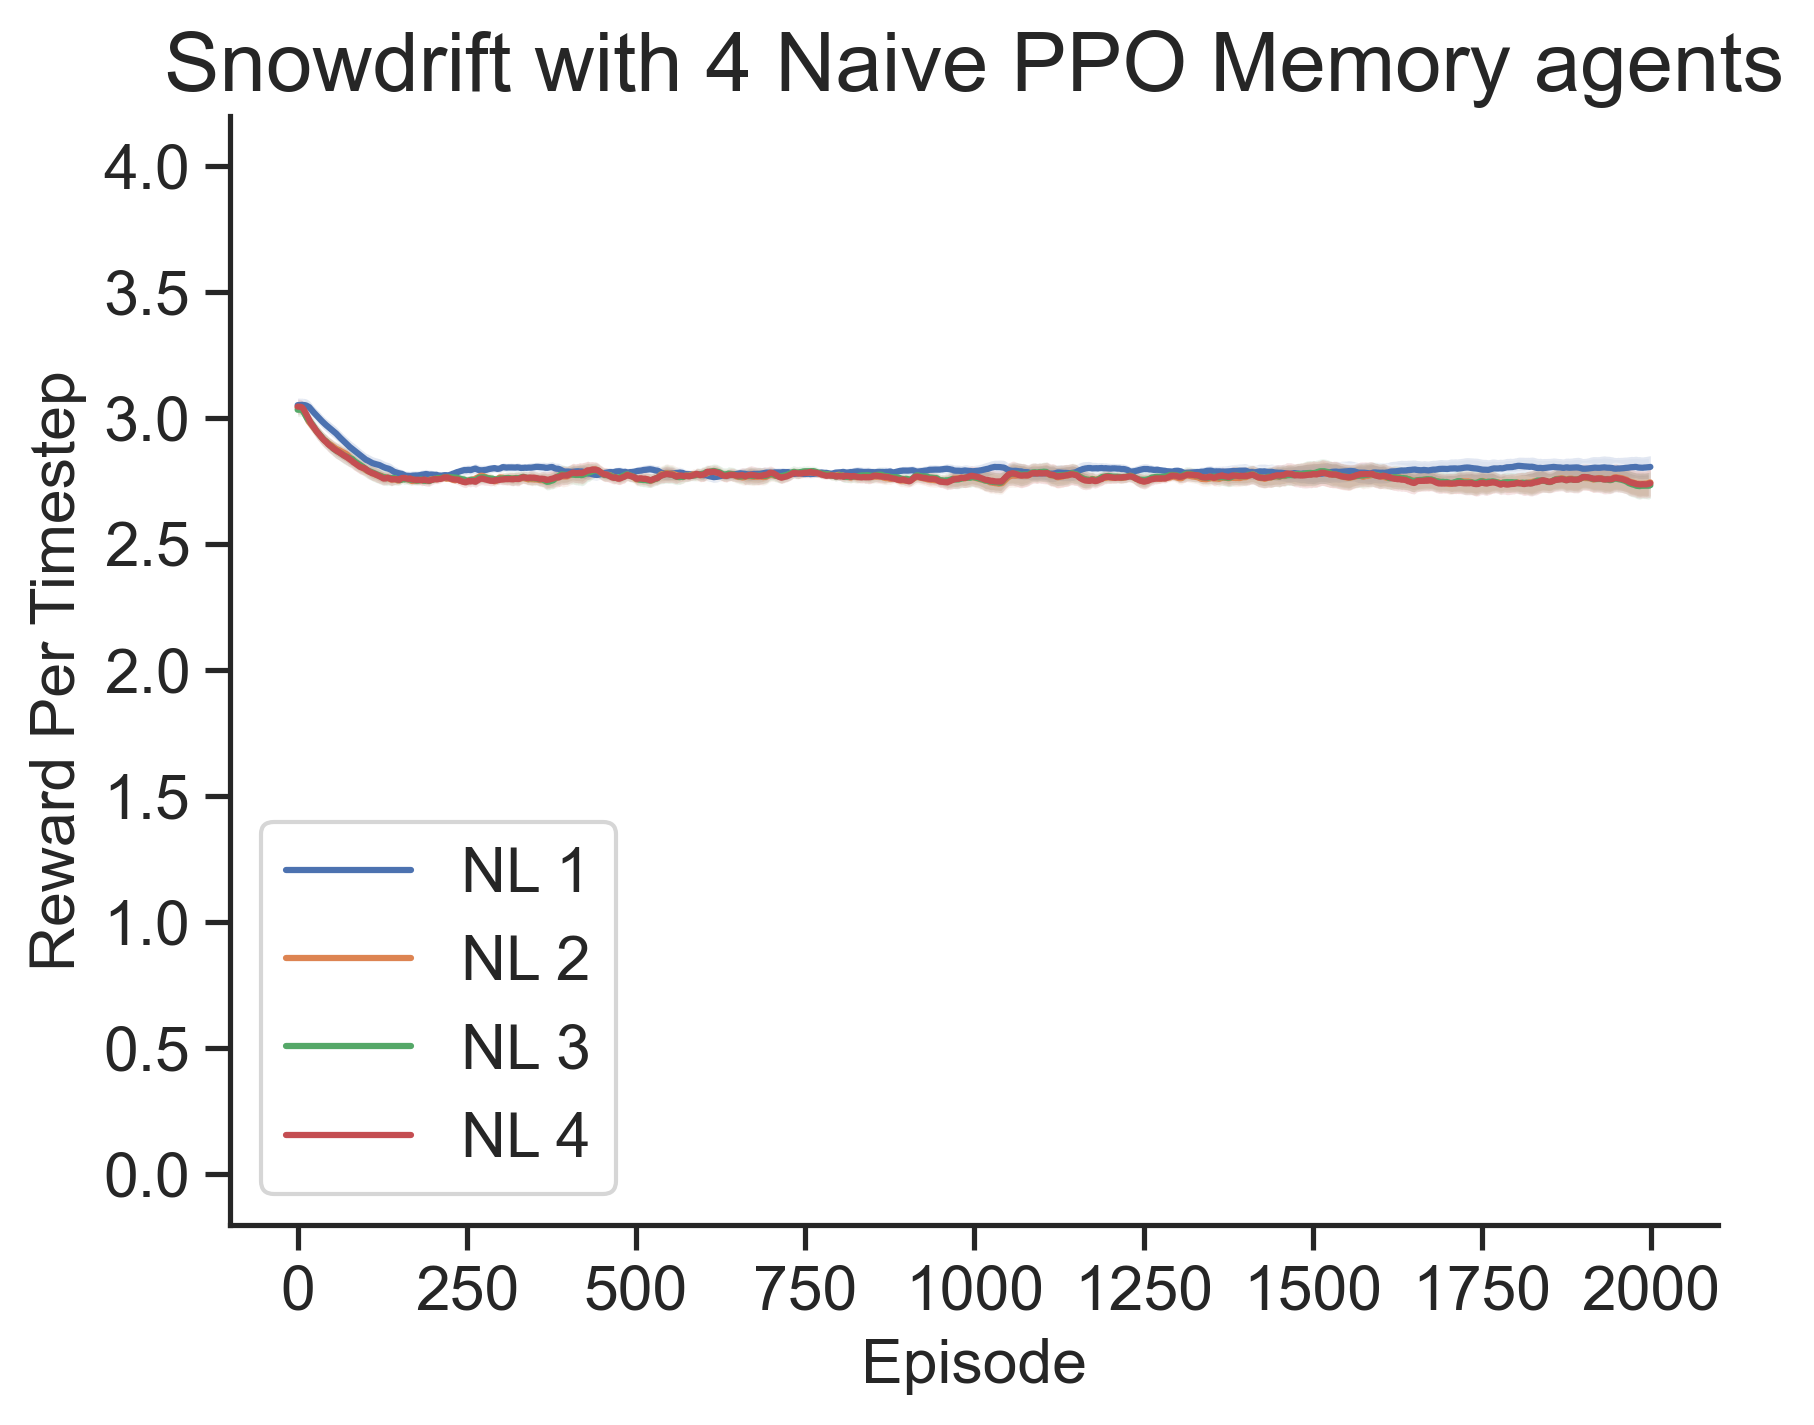 Snowdrift with 4 Naive PPO Memory agents
Reward Per Timestep
4.0
3.5
3.0
2.5
2.0
1.5
1.0
0.5
0.0
NL 1
NL 2
NL 3
NL 4
0 250 500 750 1000 1250 1500 1750 2000
Episode